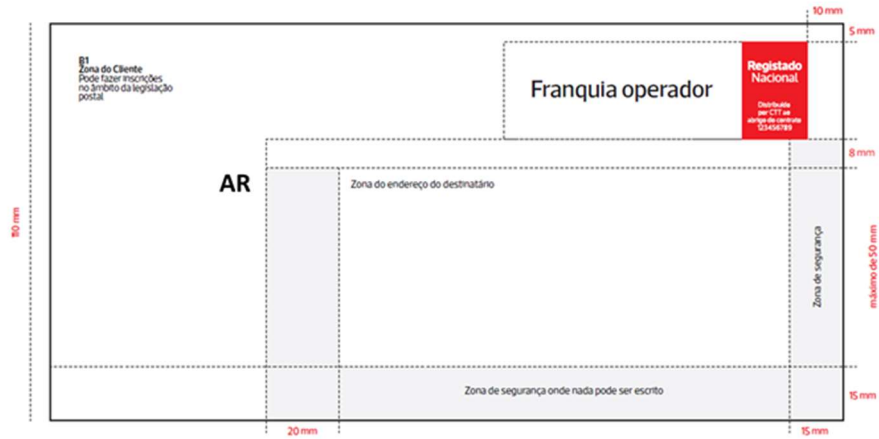 10 mm
5 mm
B1
Zona do Cliente
Pode fazer inscrições
no âmbito da legislação
postal
Franquia operador
Registado
Nacional
Distribuído
por CTT ao
abrigo de contrato
123456789
8 mm
AR
Zona do endereço do destinatário
110 mm
Zona de segurança
máximo de 50 mm
Zona de segurança onde nada pode ser escrito
15 mm
20 mm
15 mm